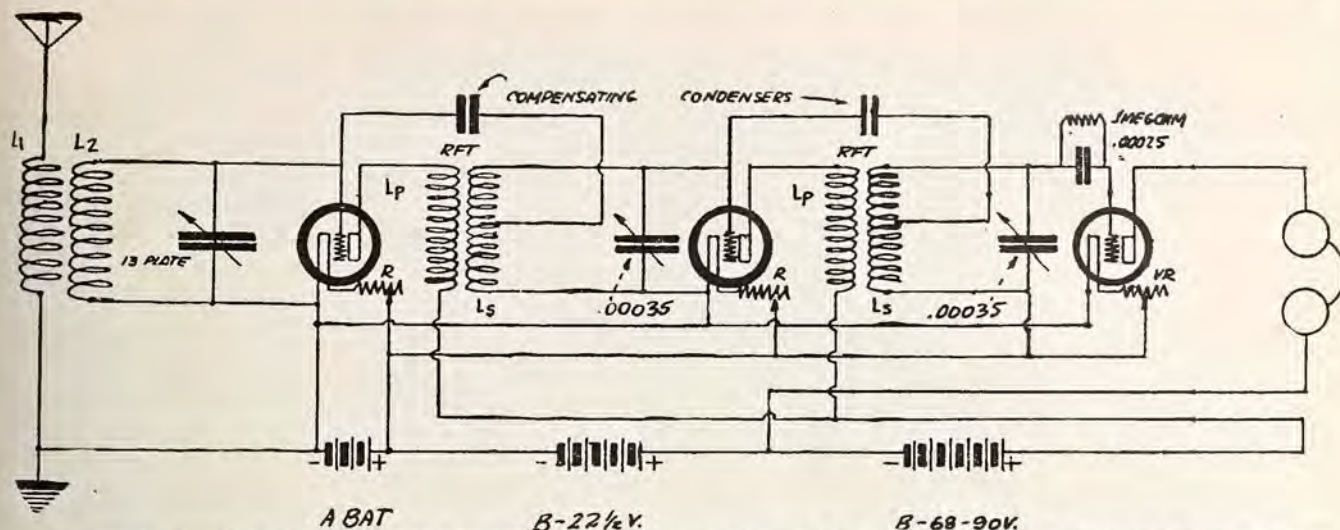 COMPENSATING CONDENSERS
3MEGOHM
.00025
RFT RFT
L1 L2
LP LP
13 PLATE
R R VR
LS .00035 LS .00035
- + - + - +
A BAT B-22½V. B-68-90V.